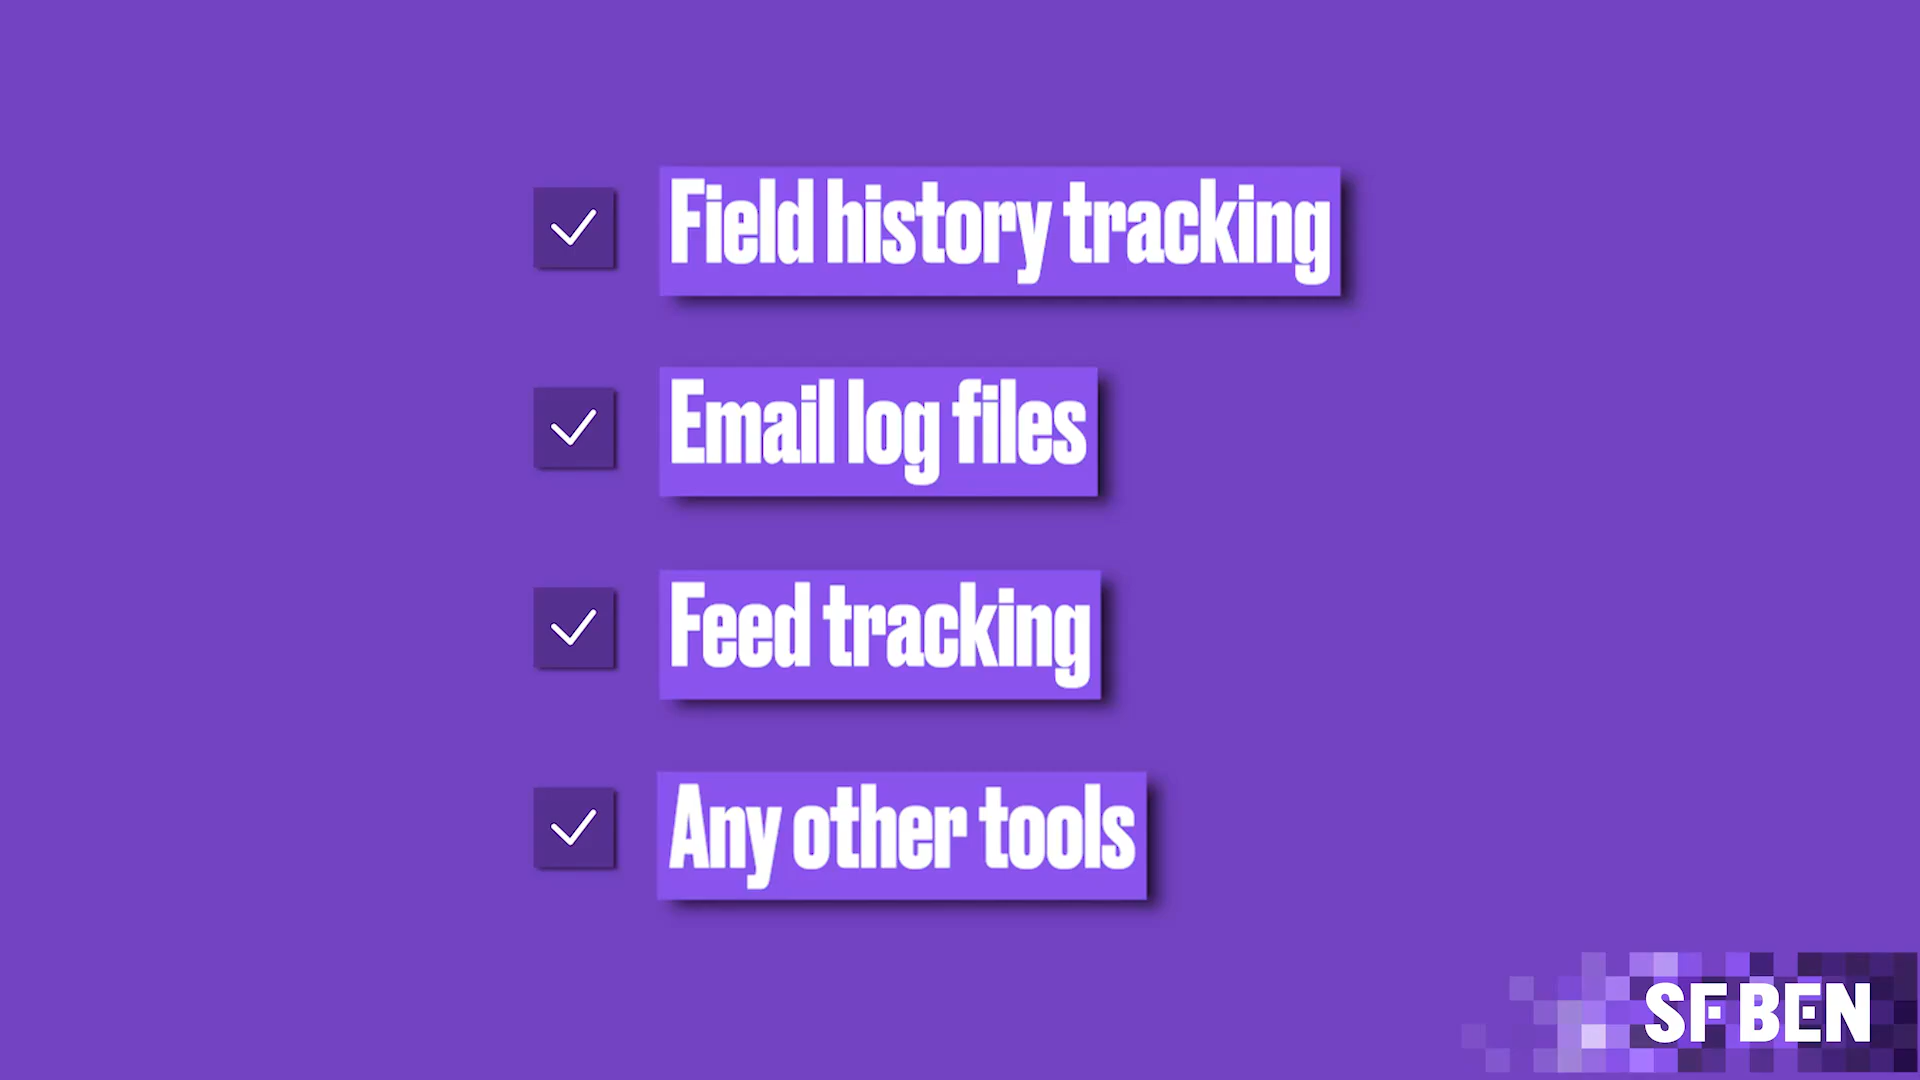 Field history tracking
Email log files
Feed tracking
Any other tools
SF BEN